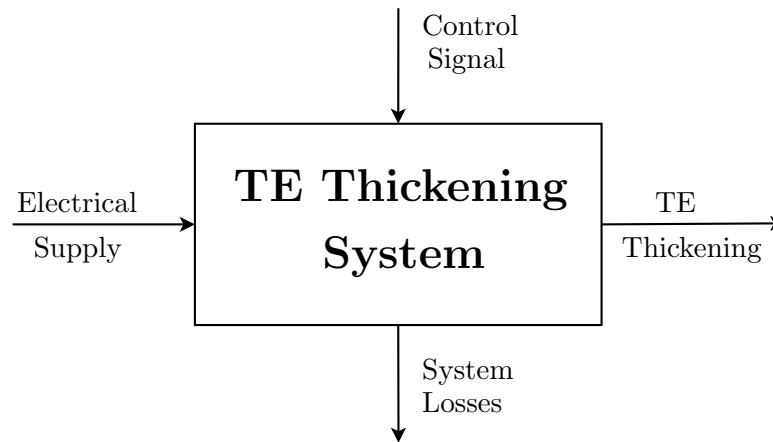 Control
Signal
TE Thickening
System
Electrical
Supply
TE
Thickening
System
Losses